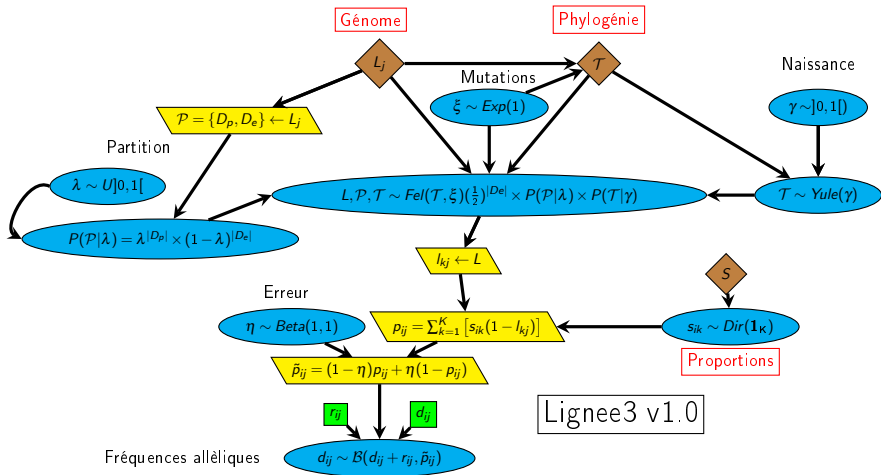 Génome
Phylogénie
L_j
𝒯
Mutations
Naissance
ξ ∼ Exp(1)
γ ∼]0,1[)
𝒫 = {D_p, D_e} ← L_j
Partition
λ ∼ U]0,1[
L, 𝒫, 𝒯 ∼ Fel(𝒯, ξ)(1/2)^|De| × P(𝒫|λ) × P(𝒯|γ)
𝒯 ∼ Yule(γ)
P(𝒫|λ) = λ^|D_p| × (1 − λ)^|D_e|
l_kj ← L
S
Erreur
η ∼ Beta(1,1)
p_ij = ∑_{k=1}^{K} [s_ik(1 − l_kj)]
s_ik ∼ Dir(1_K)
Proportions
p̃_ij = (1 − η)p_ij + η(1 − p_ij)
r_ij
d_ij
Lignee3 v1.0
Fréquences allèliques
d_ij ∼ ℬ(d_ij + r_ij, p̃_ij)